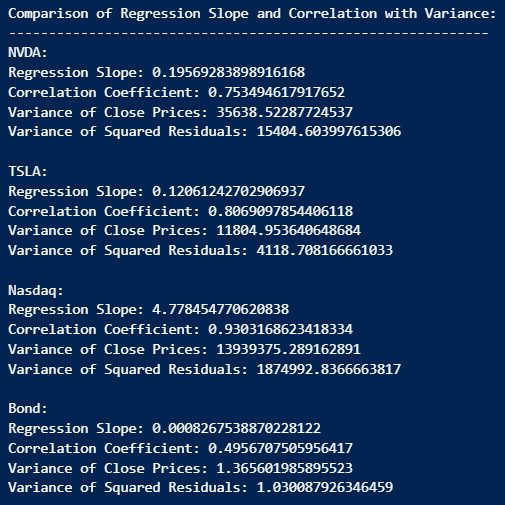 Comparison of Regression Slope and Correlation with Variance:
------------------------------------------------------------
NVDA:
Regression Slope: 0.19569283898916168
Correlation Coefficient: 0.753494617917652
Variance of Close Prices: 35638.52287724537
Variance of Squared Residuals: 15404.603997615306
TSLA:
Regression Slope: 0.12061242702906937
Correlation Coefficient: 0.8069097854406118
Variance of Close Prices: 11804.953640648684
Variance of Squared Residuals: 4118.708166661033
Nasdaq:
Regression Slope: 4.778454770620838
Correlation Coefficient: 0.9303168623418334
Variance of Close Prices: 13939375.289162891
Variance of Squared Residuals: 1874992.8366663817
Bond:
Regression Slope: 0.0008267538870228122
Correlation Coefficient: 0.4956707505956417
Variance of Close Prices: 1.365601985895523
Variance of Squared Residuals: 1.030087926346459